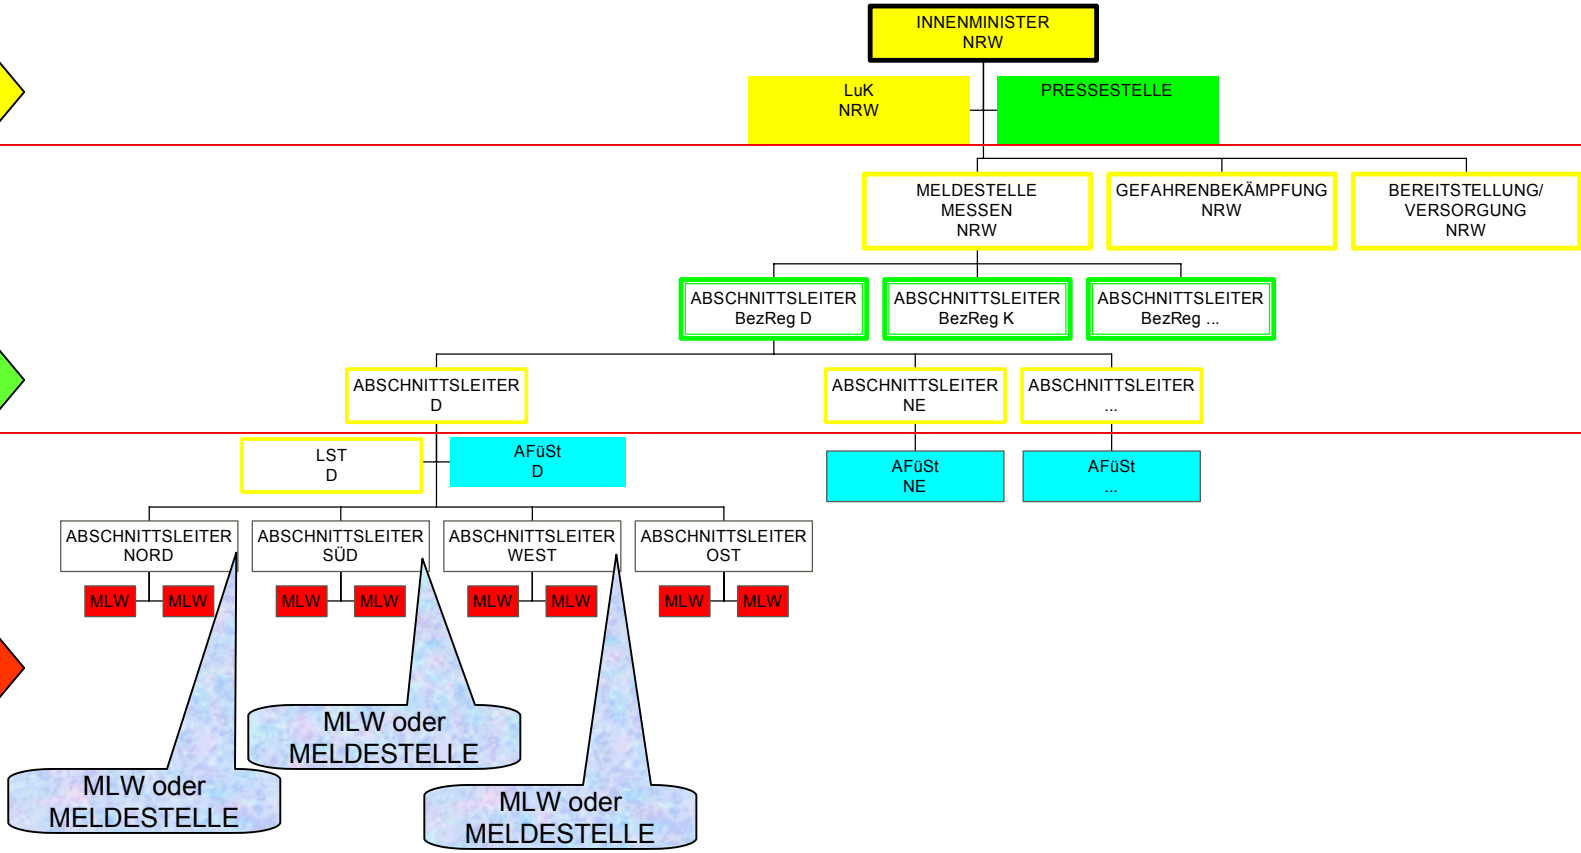 INNENMINISTER
NRW
LuK
NRW
PRESSESTELLE
MELDESTELLE
MESSEN
NRW
GEFAHRENBEKÄMPFUNG
NRW
BEREITSTELLUNG/
VERSORGUNG
NRW
ABSCHNITTSLEITER
BezReg D
ABSCHNITTSLEITER
BezReg K
ABSCHNITTSLEITER
BezReg ...
ABSCHNITTSLEITER
D
ABSCHNITTSLEITER
NE
ABSCHNITTSLEITER
...
LST
D
AFüSt
D
AFüSt
NE
AFüSt
...
ABSCHNITTSLEITER
NORD
ABSCHNITTSLEITER
SÜD
ABSCHNITTSLEITER
WEST
ABSCHNITTSLEITER
OST
MLW
MLW
MLW
MLW
MLW
MLW
MLW
MLW
MLW oder
MELDESTELLE
MLW oder
MELDESTELLE
MLW oder
MELDESTELLE